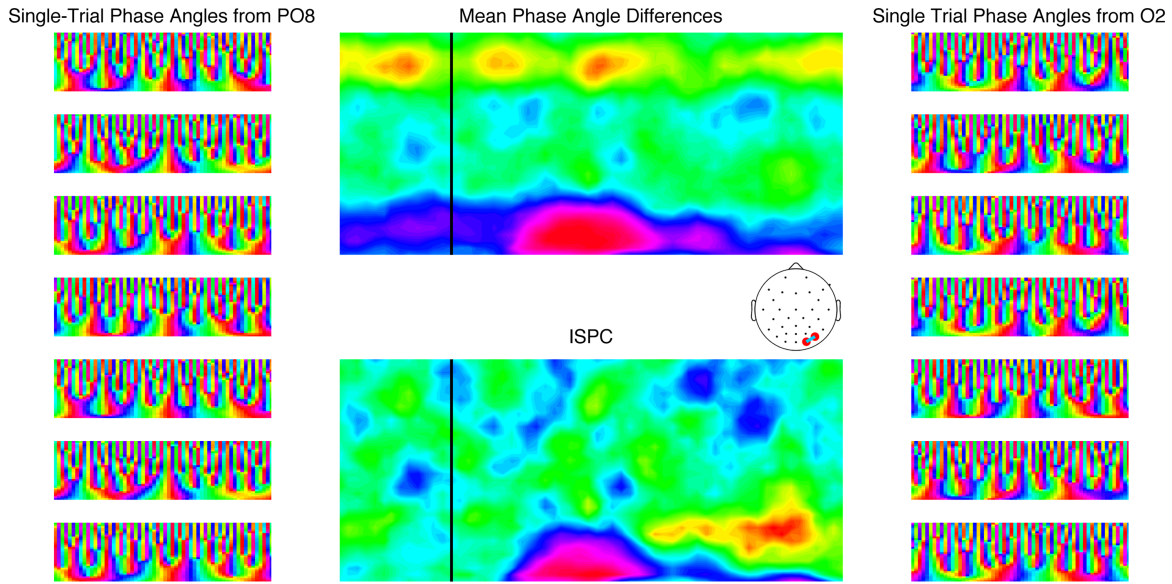 Single-Trial Phase Angles from PO8
Mean Phase Angle Differences
Single Trial Phase Angles from O2
ISPC